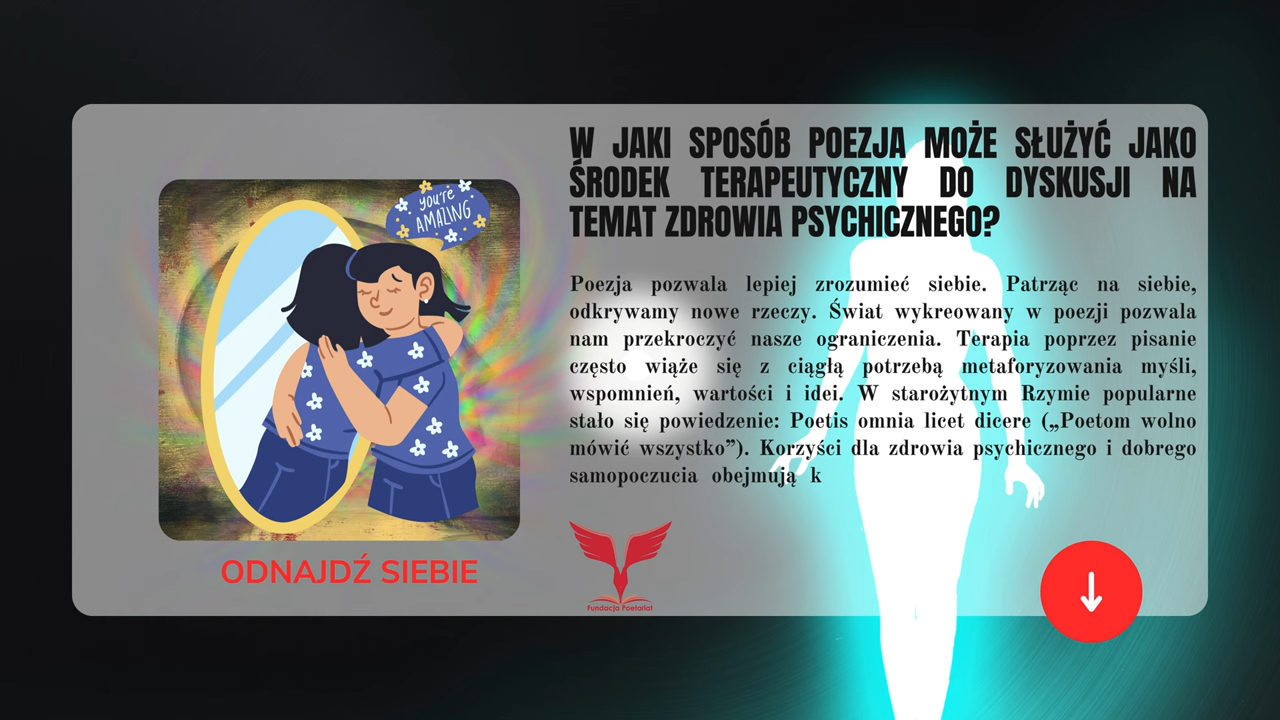 you're
AMAZING
ODNAJDŹ SIEBIE
W JAKI SPOSÓB POEZJA MOŻE SŁUŻYĆ JAKO
ŚRODEK TERAPEUTYCZNY DO DYSKUSJI NA
TEMAT ZDROWIA PSYCHICZNEGO?
Poezja pozwala lepiej zrozumieć siebie. Patrząc na siebie,
odkrywamy nowe rzeczy. Świat wykreowany w poezji pozwala
nam przekroczyć nasze ograniczenia. Terapia poprzez pisanie
często wiąże się z ciągłą potrzebą metaforyzowania myśli,
wspomnień, wartości i idei. W starożytnym Rzymie popularne
stało się powiedzenie: Poetis omnia licet dicere („Poetom wolno
mówić wszystko”). Korzyści dla zdrowia psychicznego i dobrego
samopoczucia obejmują k
Fundacja Poetariat